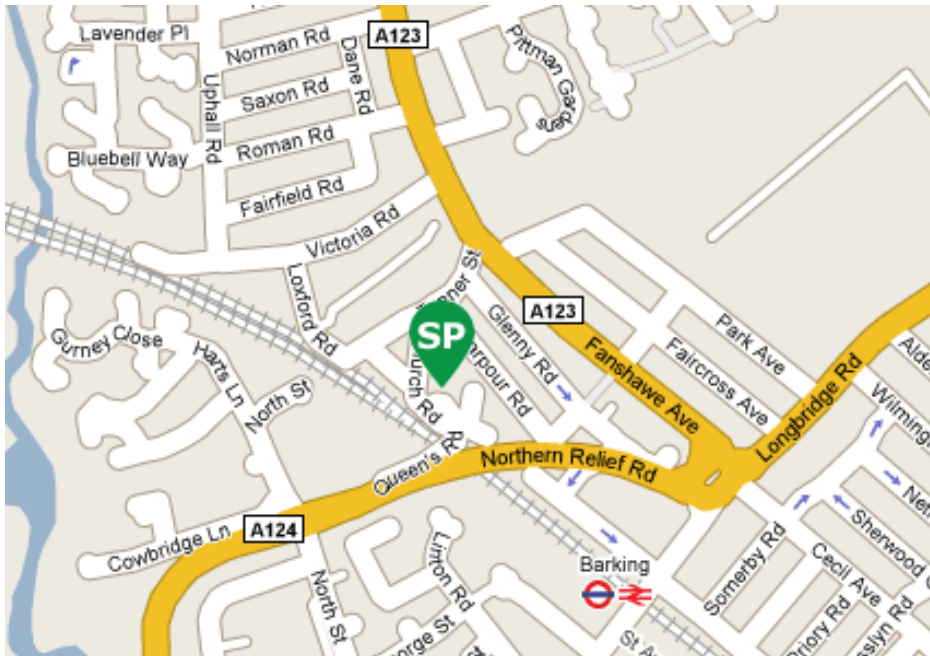 Lavender Pl
Norman Rd
A123
Pittman Gardens
Dane Rd
Saxon Rd
Uphall Rd
Roman Rd
Bluebell Way
Fairfield Rd
Victoria Rd
Loxford Rd
A123
SP
Glenny Rd
Park Ave
Faircross Ave
Fanshawe Ave
Longbridge Rd
Gurney Close
Harts Ln
North St
Queen's R
Northern Relief Rd
A124
Cowbridge Ln
Linton Rd
North St
Barking
Somerby Rd
Cecil Ave
Priory Rd
Sherwood